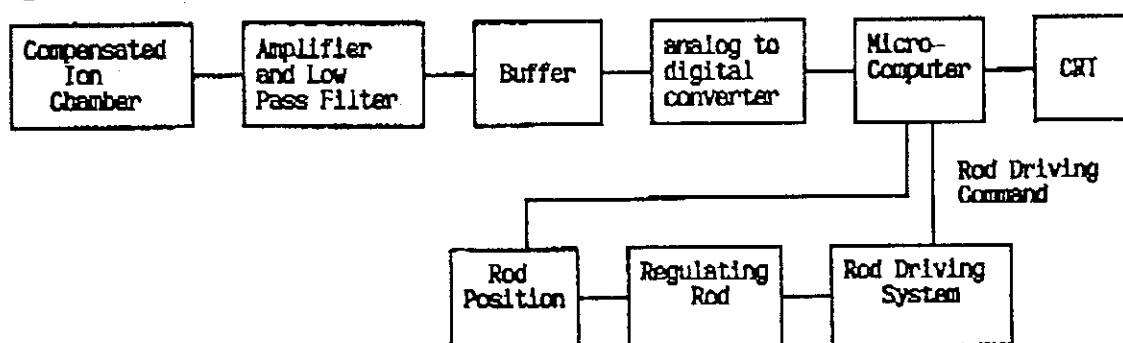 Compensated
Ion
Chamber
Amplifier
and Low
Pass Filter
Buffer
analog to
digital
converter
Micro-
Computer
CRT
Rod Driving
Command
Rod
Position
Regulating
Rod
Rod Driving
System